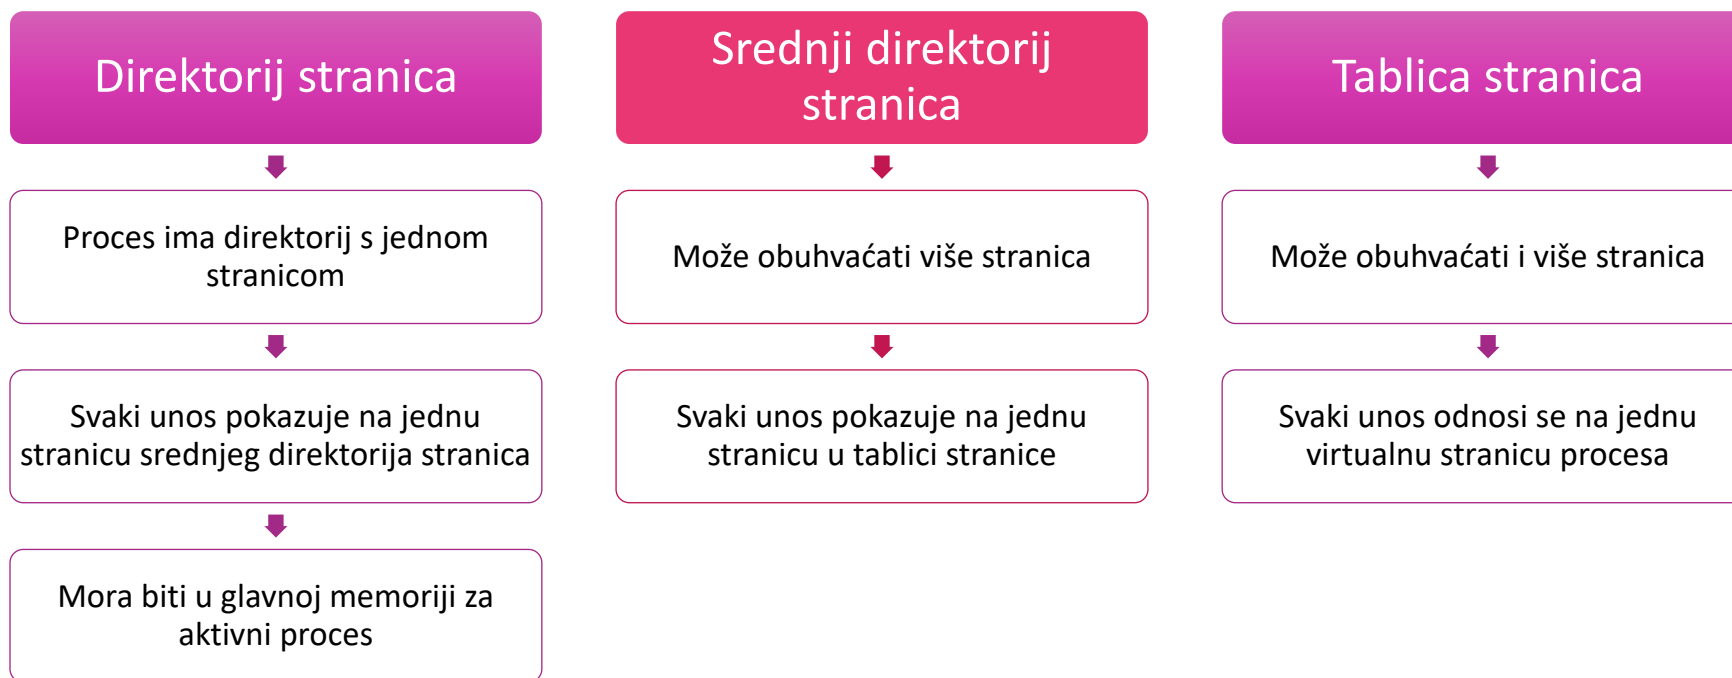 Direktorij stranica
Proces ima direktorij s jednom
stranicom
Svaki unos pokazuje na jednu
stranicu srednjeg direktorija stranica
Mora biti u glavnoj memoriji za
aktivni proces
Srednji direktorij
stranica
Može obuhvaćati više stranica
Svaki unos pokazuje na jednu
stranicu u tablici stranice
Tablica stranica
Može obuhvaćati i više stranica
Svaki unos odnosi se na jednu
virtualnu stranicu procesa